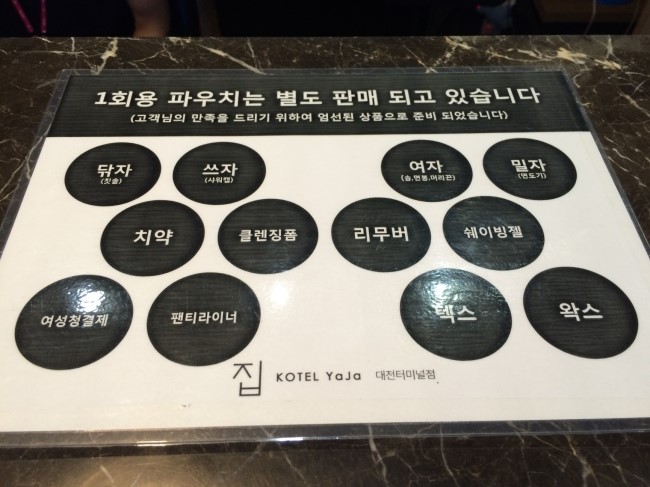 1회용 파우치는 별도 판매 되고 있습니다
(고객님의 만족을 드리기 위하여 엄선된 상품으로 준비 되었습니다)
닦자
(칫솔)
쓰자
(샤워캡)
여자
(솜,면봉,머리끈)
밀자
(면도기)
치약
클렌징폼
리무버
쉐이빙젤
여성청결제
팬티라이너
텍스
왁스
집 KOTEL YaJa 대전터미널점